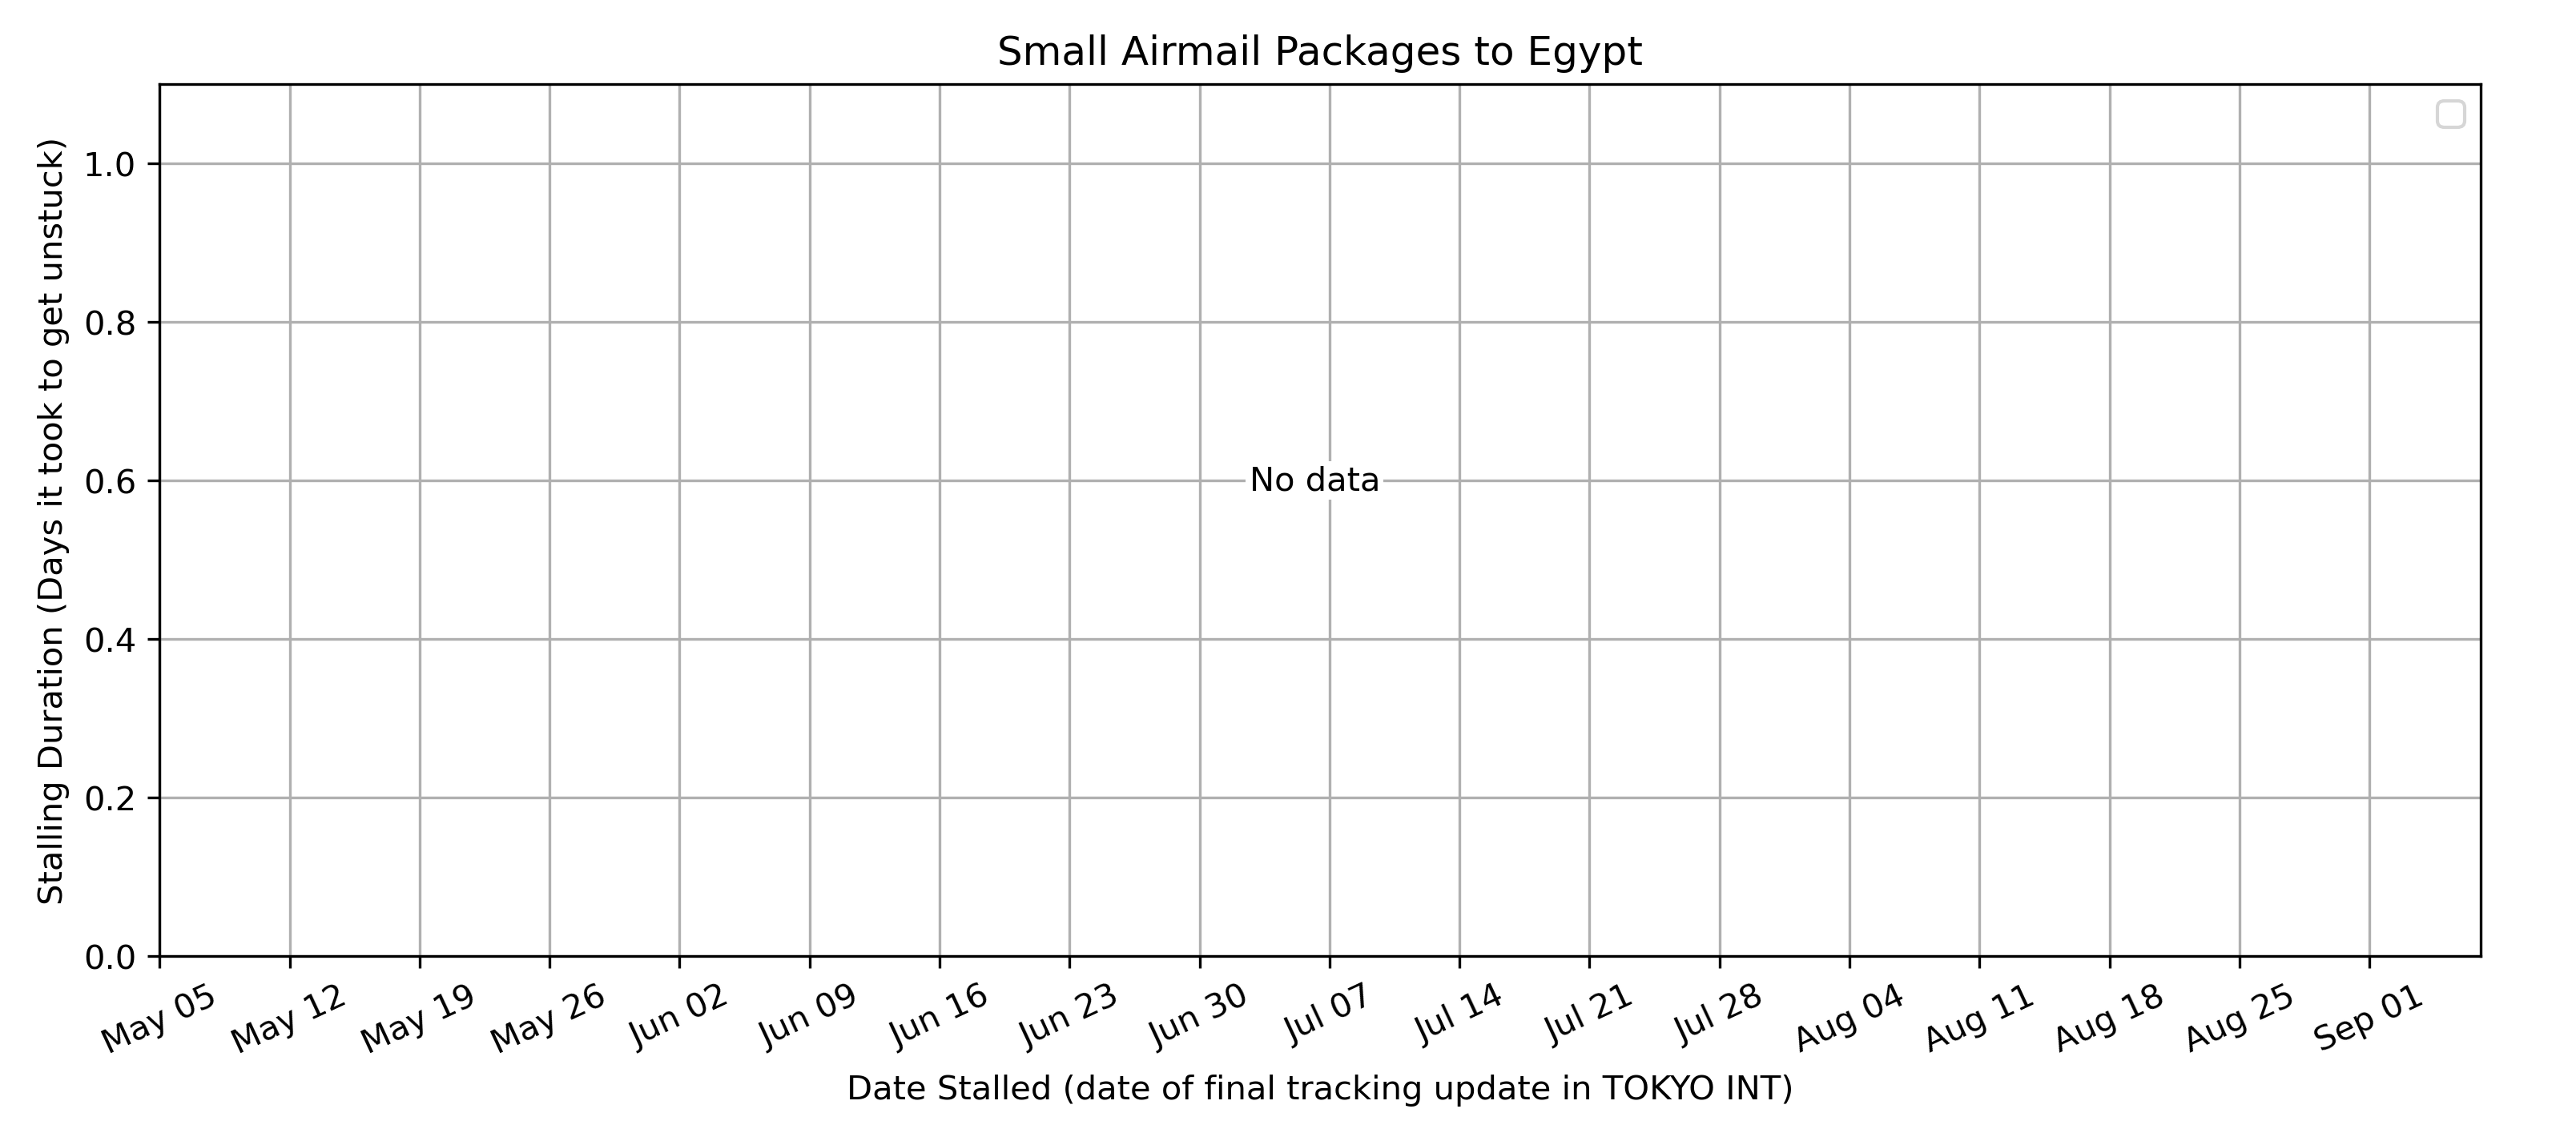 Small Airmail Packages to Egypt
Stalling Duration (Days it took to get unstuck)
1.0
0.8
0.6
0.4
0.2
0.0
No data
May 05
May 12
May 19
May 26
Jun 02
Jun 09
Jun 16
Jun 23
Jun 30
Jul 07
Jul 14
Jul 21
Jul 28
Aug 04
Aug 11
Aug 18
Aug 25
Sep 01
Date Stalled (date of final tracking update in TOKYO INT)